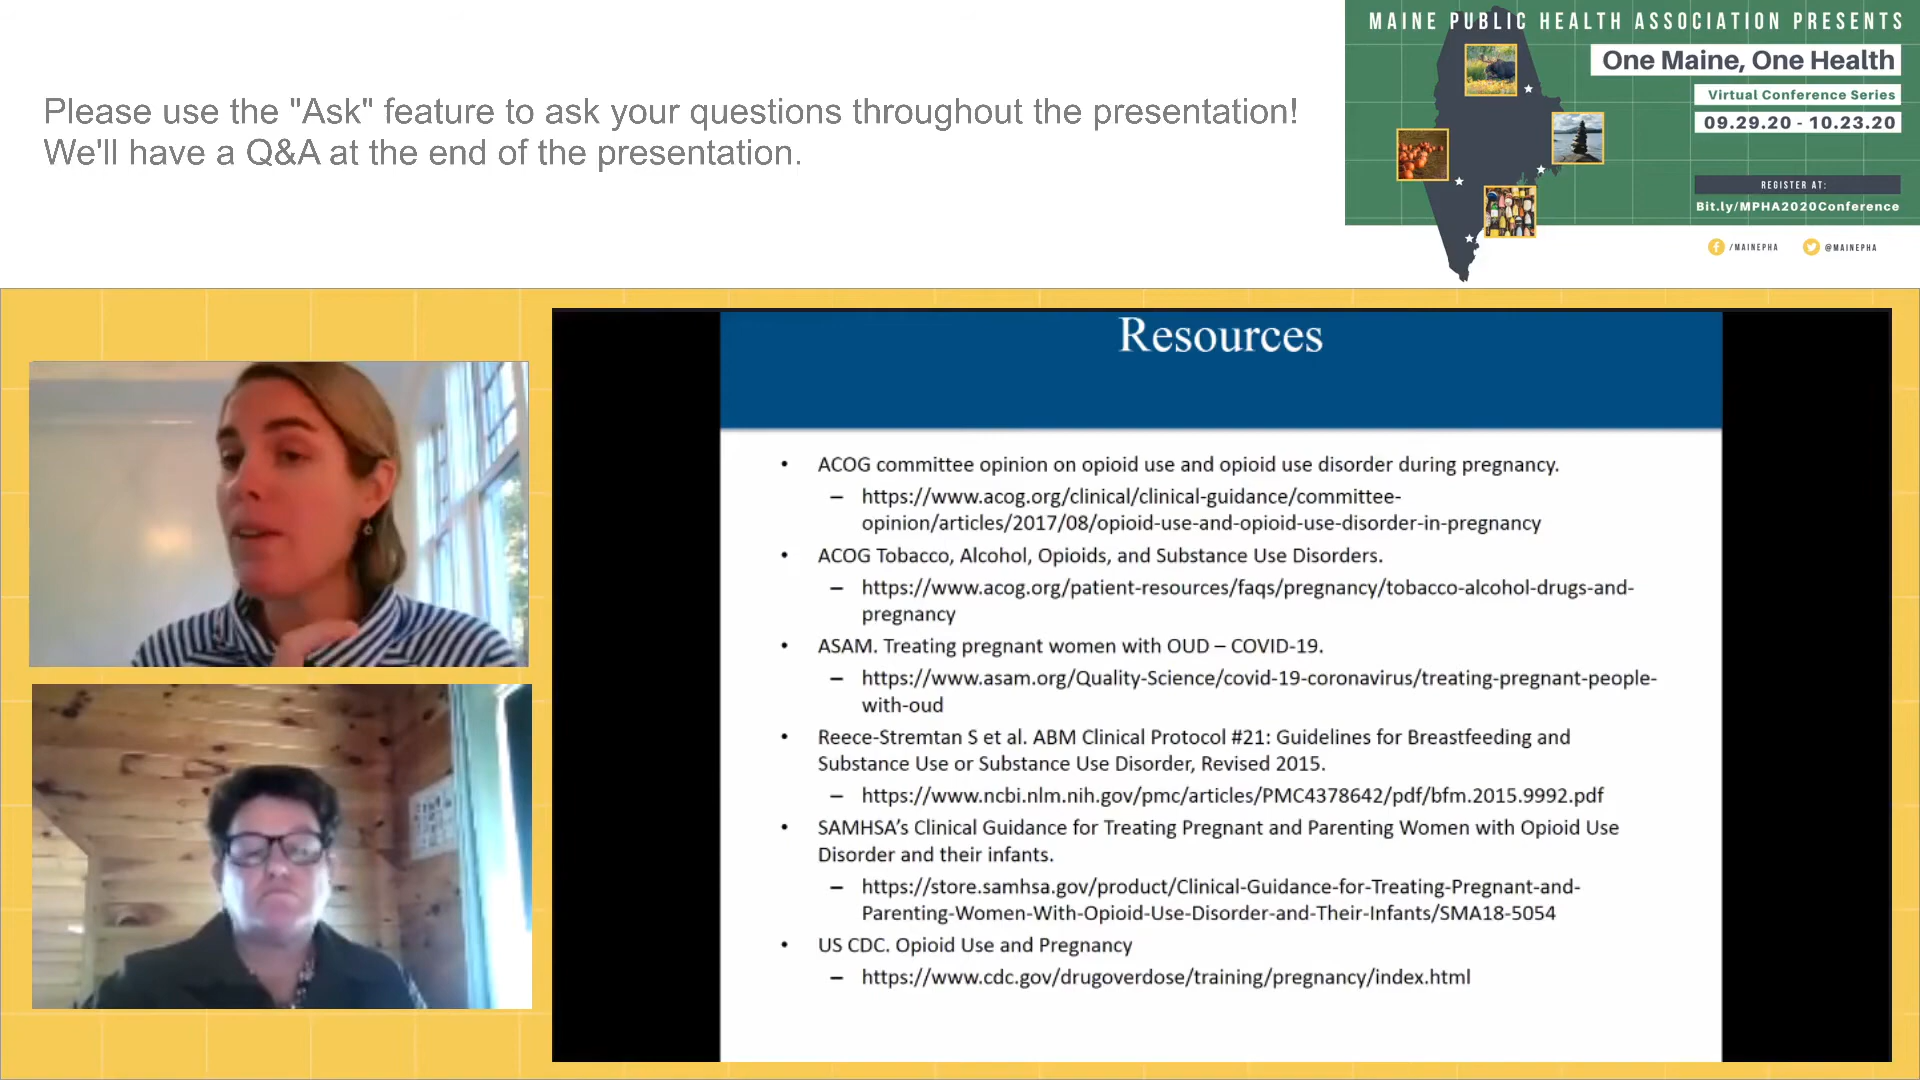 Please use the "Ask" feature to ask your questions throughout the presentation!
We'll have a Q&A at the end of the presentation.
MAINE PUBLIC HEALTH ASSOCIATION PRESENTS
One Maine, One Health
Virtual Conference Series
09.29.20 - 10.23.20
REGISTER AT:
Bit.ly/MPHA2020Conference
/MAINEPHA
@MAINEPHA
Resources
• ACOG committee opinion on opioid use and opioid use disorder during pregnancy.
– https://www.acog.org/clinical/clinical-guidance/committee-
opinion/articles/2017/08/opioid-use-and-opioid-use-disorder-in-pregnancy
• ACOG Tobacco, Alcohol, Opioids, and Substance Use Disorders.
– https://www.acog.org/patient-resources/faqs/pregnancy/tobacco-alcohol-drugs-and-
pregnancy
• ASAM. Treating pregnant women with OUD – COVID-19.
– https://www.asam.org/Quality-Science/covid-19-coronavirus/treating-pregnant-people-
with-oud
• Reece-Stremtan S et al. ABM Clinical Protocol #21: Guidelines for Breastfeeding and
Substance Use or Substance Use Disorder, Revised 2015.
– https://www.ncbi.nlm.nih.gov/pmc/articles/PMC4378642/pdf/bfm.2015.9992.pdf
• SAMHSA's Clinical Guidance for Treating Pregnant and Parenting Women with Opioid Use
Disorder and their infants.
– https://store.samhsa.gov/product/Clinical-Guidance-for-Treating-Pregnant-and-
Parenting-Women-With-Opioid-Use-Disorder-and-Their-Infants/SMA18-5054
• US CDC. Opioid Use and Pregnancy
– https://www.cdc.gov/drugoverdose/training/pregnancy/index.html